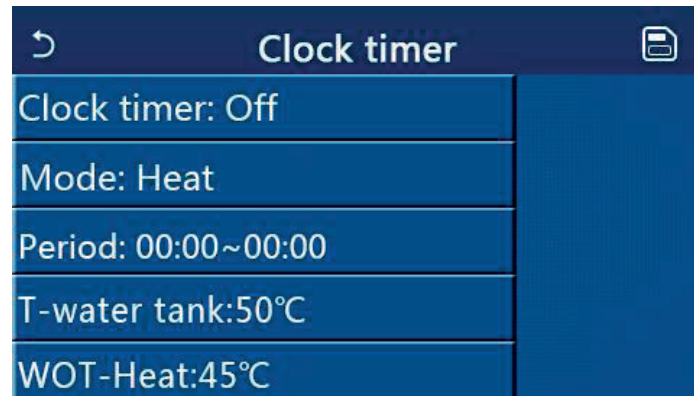 Clock timer
Clock timer: Off
Mode: Heat
Period: 00:00~00:00
T-water tank:50℃
WOT-Heat:45℃